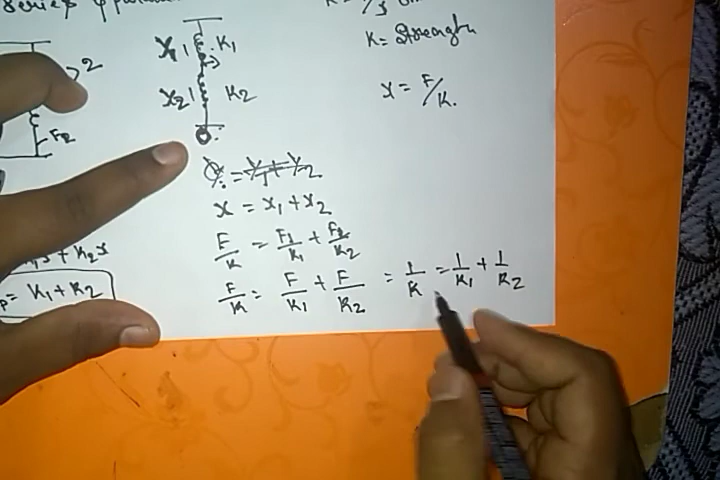 series
K = Strength
X1 K1
X = F/K.
2
X2 K2
F2
X = X1 + X2
F/K = F1/K1 + F2/K2
+ K2x
F/K = F/K1 + F/K2 = 1/K = 1/K1 + 1/K2
= K1 + K2